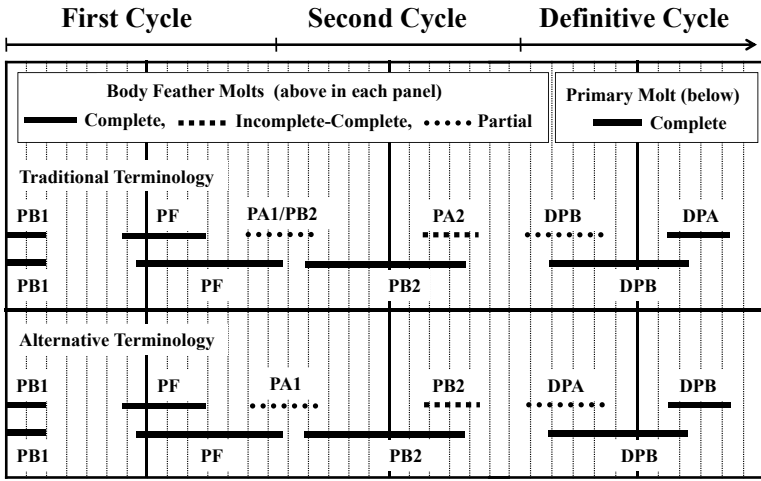 First Cycle Second Cycle Definitive Cycle
Body Feather Molts (above in each panel)
Complete, Incomplete-Complete, Partial
Primary Molt (below)
Complete
Traditional Terminology
PB1 PF PA1/PB2 PA2 DPB DPA
PB1 PF PB2 DPB
Alternative Terminology
PB1 PF PA1 PB2 DPA DPB
PB1 PF PB2 DPB